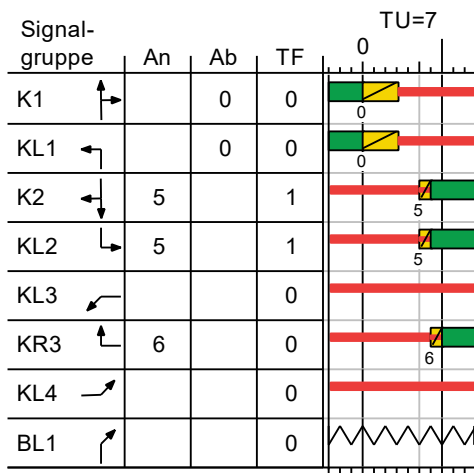 TU=7
Signal-
gruppe An Ab TF 0
K1 0 0 0
KL1 0 0 0
K2 5 1 5
KL2 5 1 5
KL3 0
KR3 6 0 6
KL4 0
BL1 0